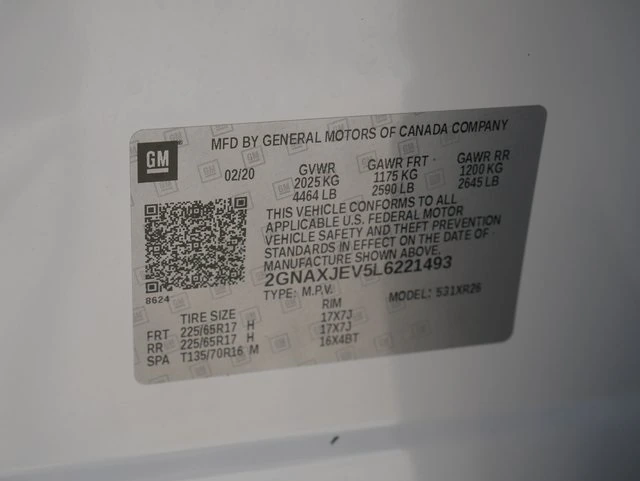 GM
MFD BY GENERAL MOTORS OF CANADA COMPANY
02/20 GVWR GAWR FRT GAWR RR
2025 KG 1175 KG 1200 KG
4464 LB 2590 LB 2645 LB
THIS VEHICLE CONFORMS TO ALL
APPLICABLE U.S. FEDERAL MOTOR
VEHICLE SAFETY AND THEFT PREVENTION
STANDARDS IN EFFECT ON THE DATE OF
MANUFACTURE SHOWN ABOVE.
2GNAXJEV5L6221493
8624 TYPE: M.P.V. MODEL: 531XR26
TIRE SIZE RIM
FRT 225/65R17 H 17X7J
RR 225/65R17 H 17X7J
SPA T135/70R16 M 16X4BT